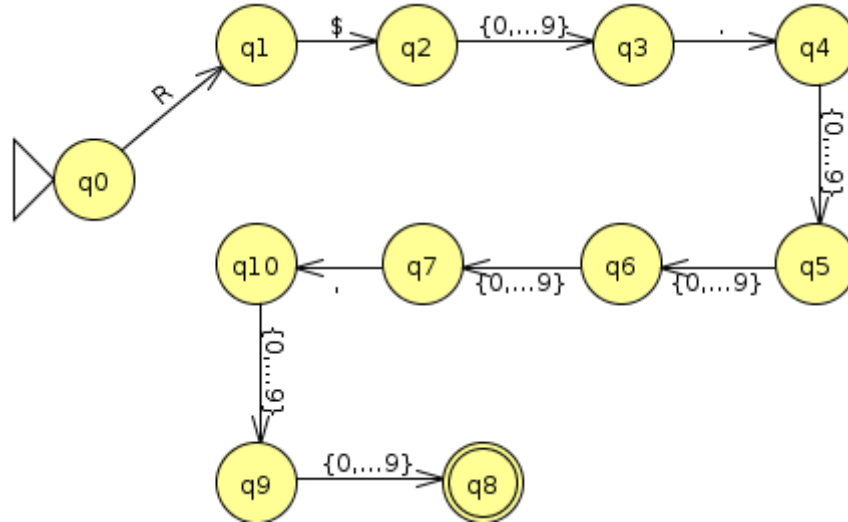 q1 $ q2 {0,...9} q3 . q4
R
q0
{0,...9}
q10 , q7 {0,...9} q6 {0,...9} q5
{0,...9}
q9 {0,...9} q8